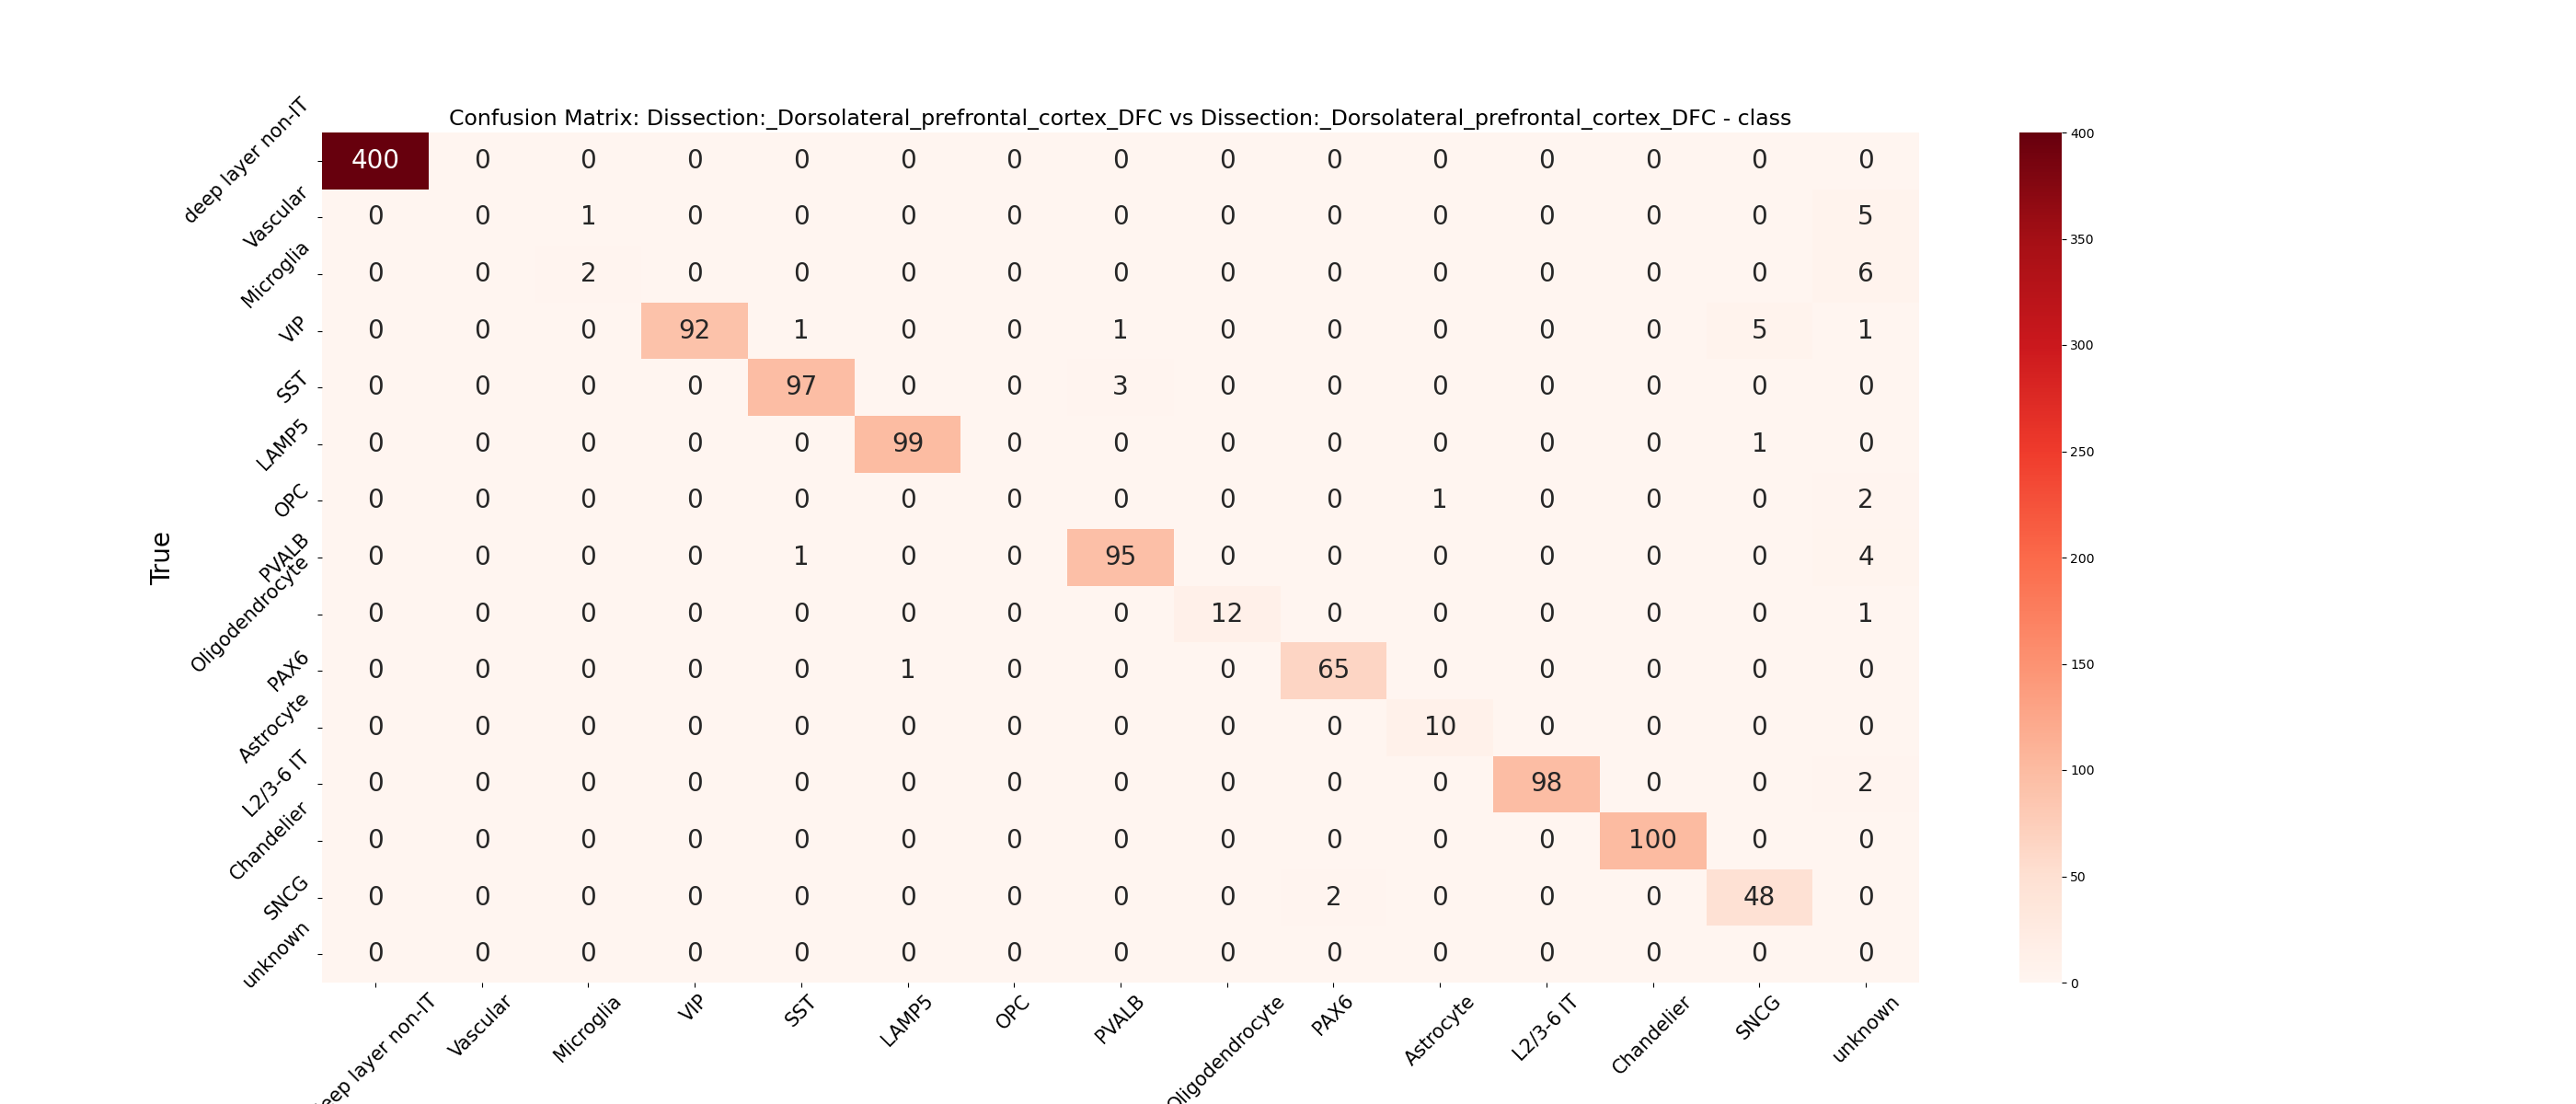 Confusion Matrix: Dissection:_Dorsolateral_prefrontal_cortex_DFC vs Dissection:_Dorsolateral_prefrontal_cortex_DFC - class
True
deep layer non-IT 400 0 0 0 0 0 0 0 0 0 0 0 0 0 0
Vascular 0 0 1 0 0 0 0 0 0 0 0 0 0 0 5
Microglia 0 0 2 0 0 0 0 0 0 0 0 0 0 0 6
VIP 0 0 0 92 1 0 0 1 0 0 0 0 0 5 1
SST 0 0 0 0 97 0 0 3 0 0 0 0 0 0 0
LAMP5 0 0 0 0 0 99 0 0 0 0 0 0 0 1 0
OPC 0 0 0 0 0 0 0 0 0 0 1 0 0 0 2
PVALB 0 0 0 0 1 0 0 95 0 0 0 0 0 0 4
Oligodendrocyte 0 0 0 0 0 0 0 0 12 0 0 0 0 0 1
PAX6 0 0 0 0 0 1 0 0 0 65 0 0 0 0 0
Astrocyte 0 0 0 0 0 0 0 0 0 0 10 0 0 0 0
L2/3-6 IT 0 0 0 0 0 0 0 0 0 0 0 98 0 0 2
Chandelier 0 0 0 0 0 0 0 0 0 0 0 0 100 0 0
SNCG 0 0 0 0 0 0 0 0 0 2 0 0 0 48 0
unknown 0 0 0 0 0 0 0 0 0 0 0 0 0 0 0
eep layer non-IT Vascular Microglia VIP SST LAMP5 OPC PVALB Oligodendrocyte PAX6 Astrocyte L2/3-6 IT Chandelier SNCG unknown
400
350
300
250
200
150
100
50
0